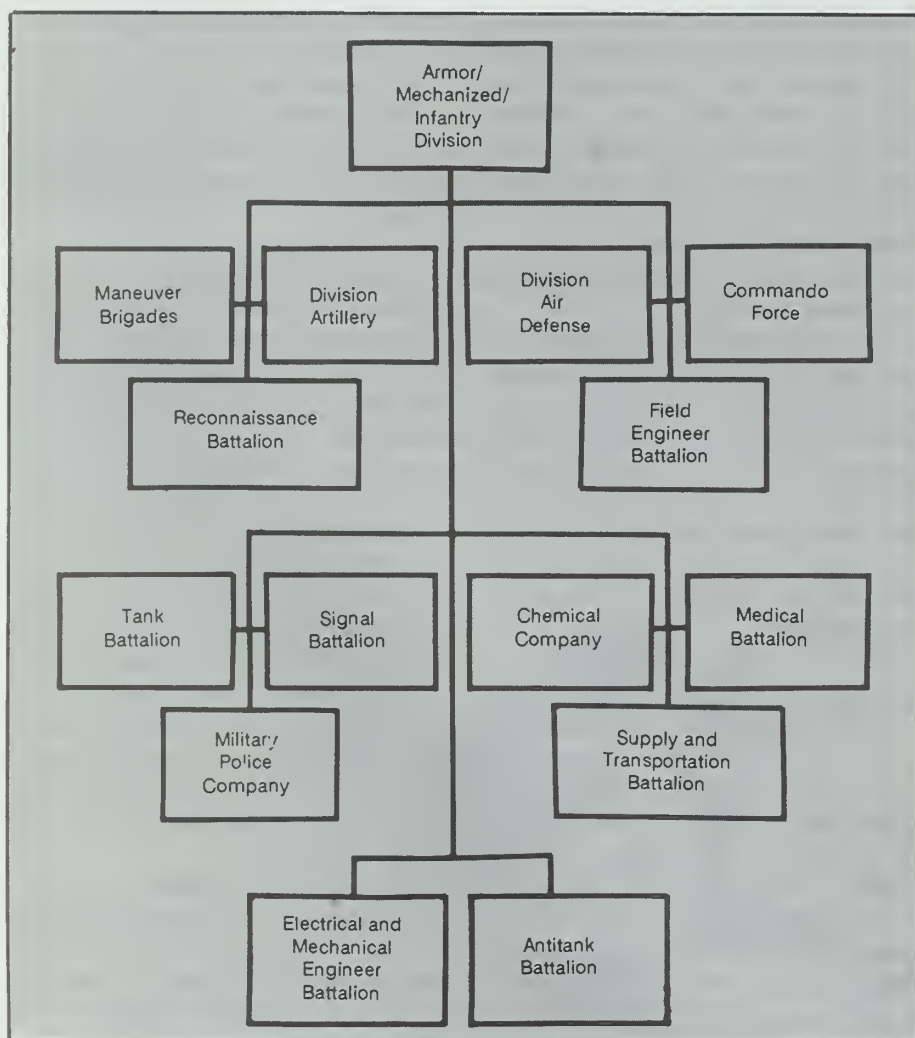 Armor/
Mechanized/
Infantry
Division
Maneuver
Brigades
Division
Artillery
Division
Air
Defense
Commando
Force
Reconnaissance
Battalion
Field
Engineer
Battalion
Tank
Battalion
Signal
Battalion
Chemical
Company
Medical
Battalion
Military
Police
Company
Supply and
Transportation
Battalion
Electrical and
Mechanical
Engineer
Battalion
Antitank
Battalion